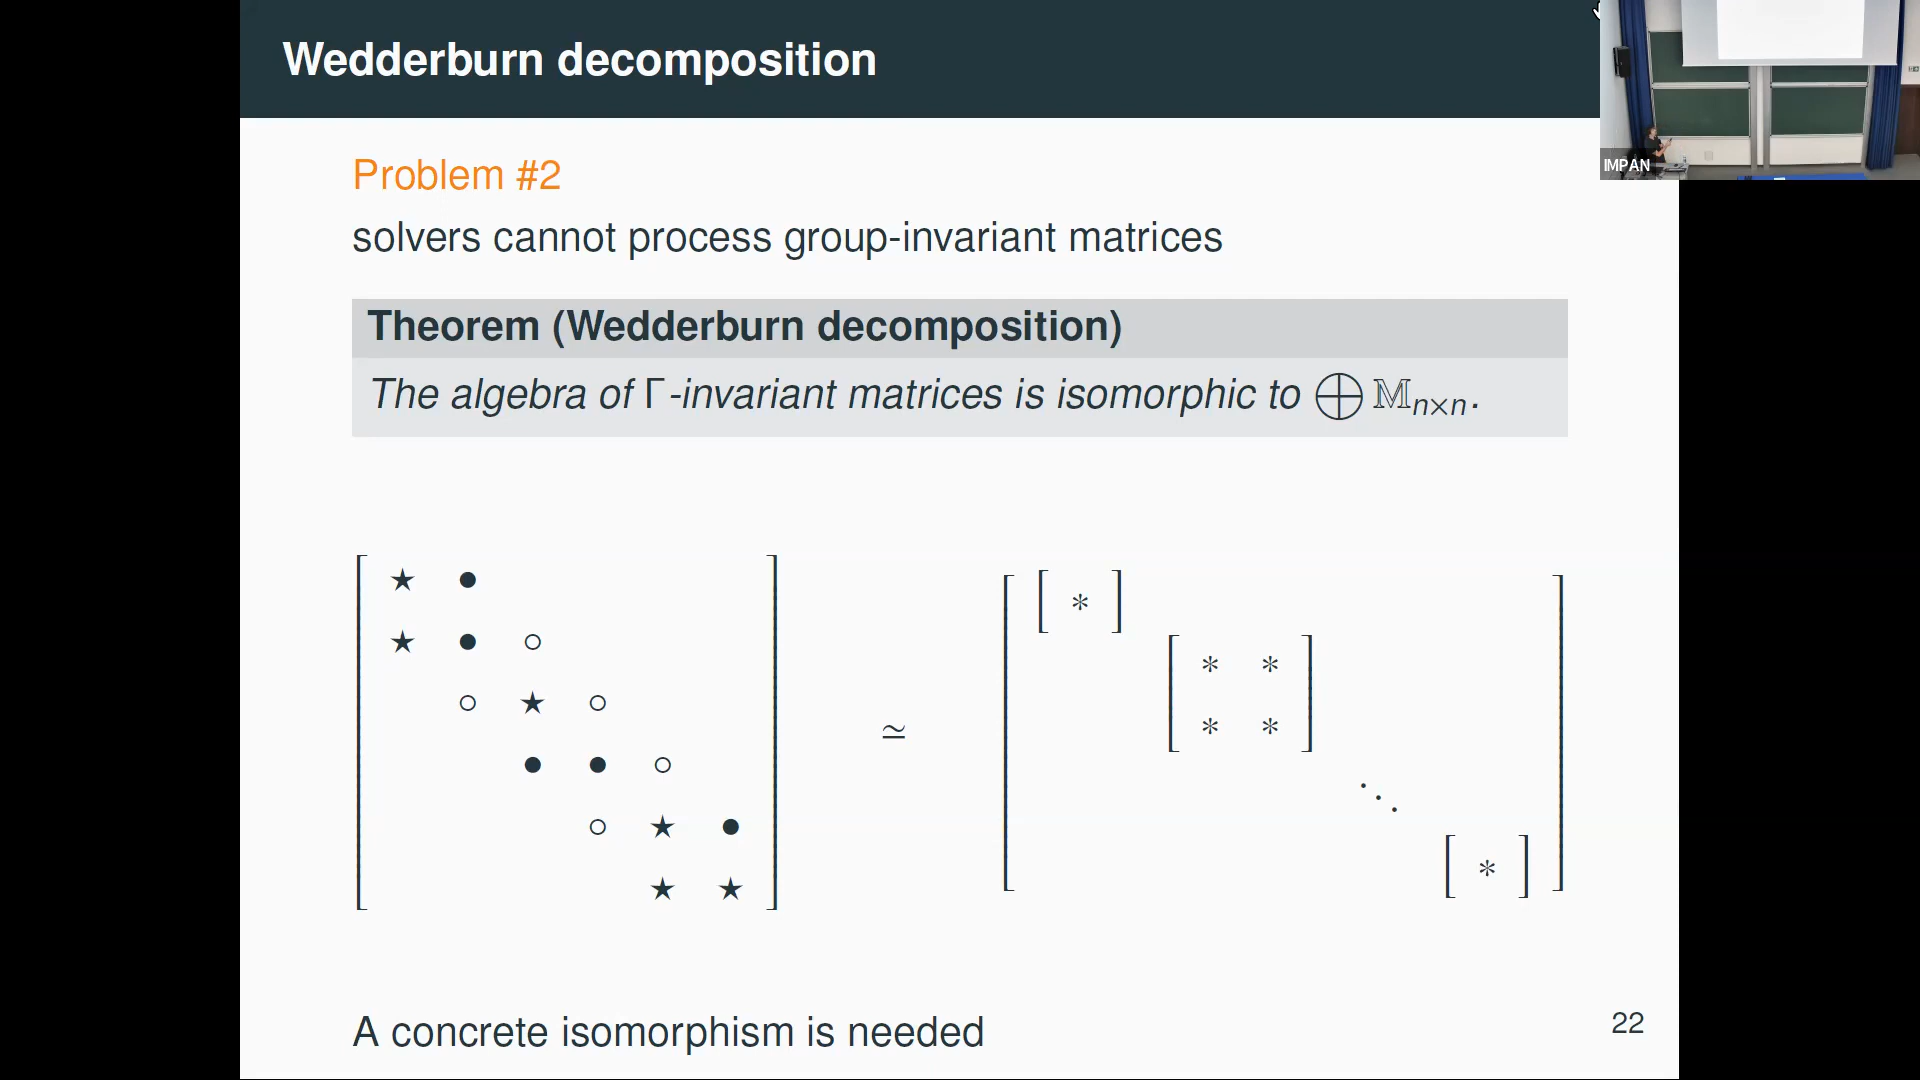 Wedderburn decomposition
IMPAN
Problem #2
solvers cannot process group-invariant matrices
Theorem (Wedderburn decomposition)
The algebra of Γ-invariant matrices is isomorphic to ⨁ 𝕄n×n.
[ ★ ●
★ ● ○
○ ★ ○
● ● ○
○ ★ ●
★ ★ ]
≃
[ [ * ]
[ * *
* * ]
⋱
[ * ] ]
A concrete isomorphism is needed
22